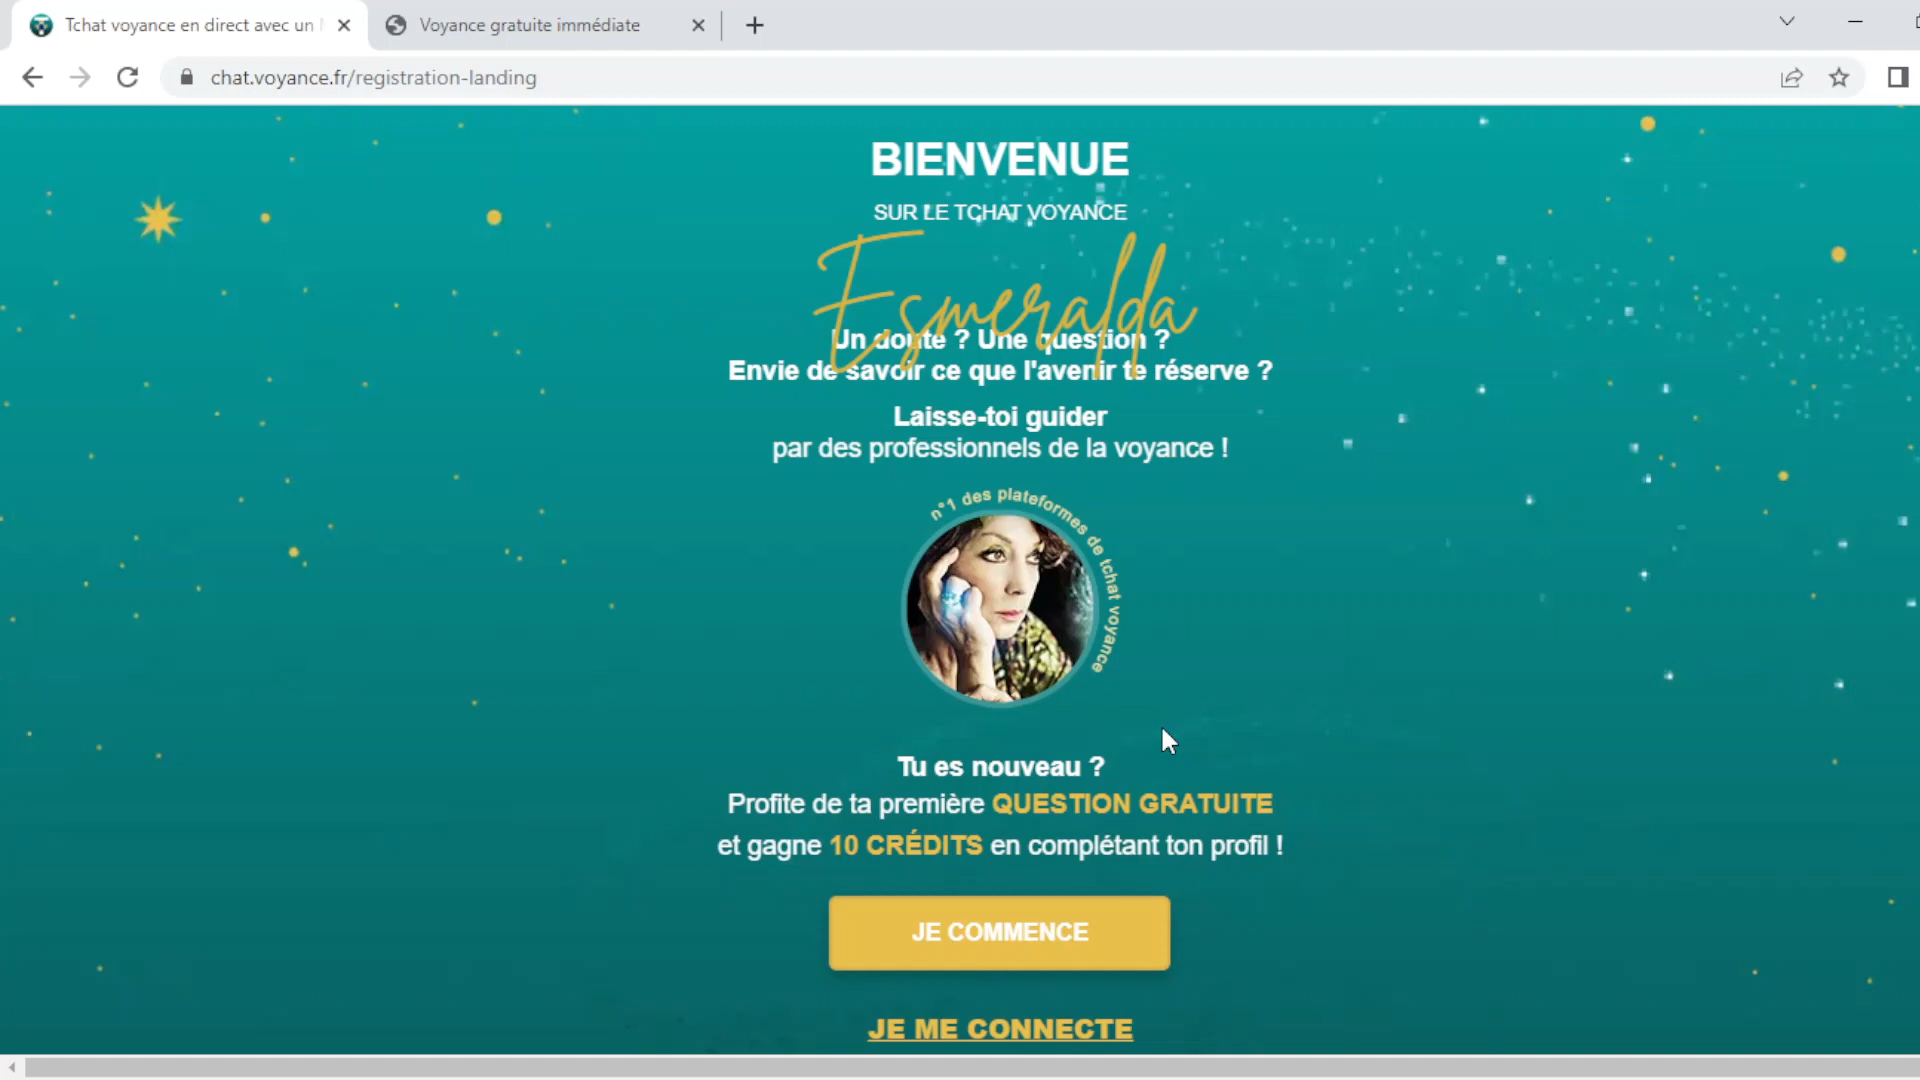 Tchat voyance en direct avec un
Voyance gratuite immédiate
chat.voyance.fr/registration-landing
BIENVENUE
SUR LE TCHAT VOYANCE
Esmeralda
Un doute ? Une question ?
Envie de savoir ce que l'avenir te réserve ?
Laisse-toi guider
par des professionnels de la voyance !
n°1 des plateformes de tchat voyance
Tu es nouveau ?
Profite de ta première QUESTION GRATUITE
et gagne 10 CRÉDITS en complétant ton profil !
JE COMMENCE
JE ME CONNECTE